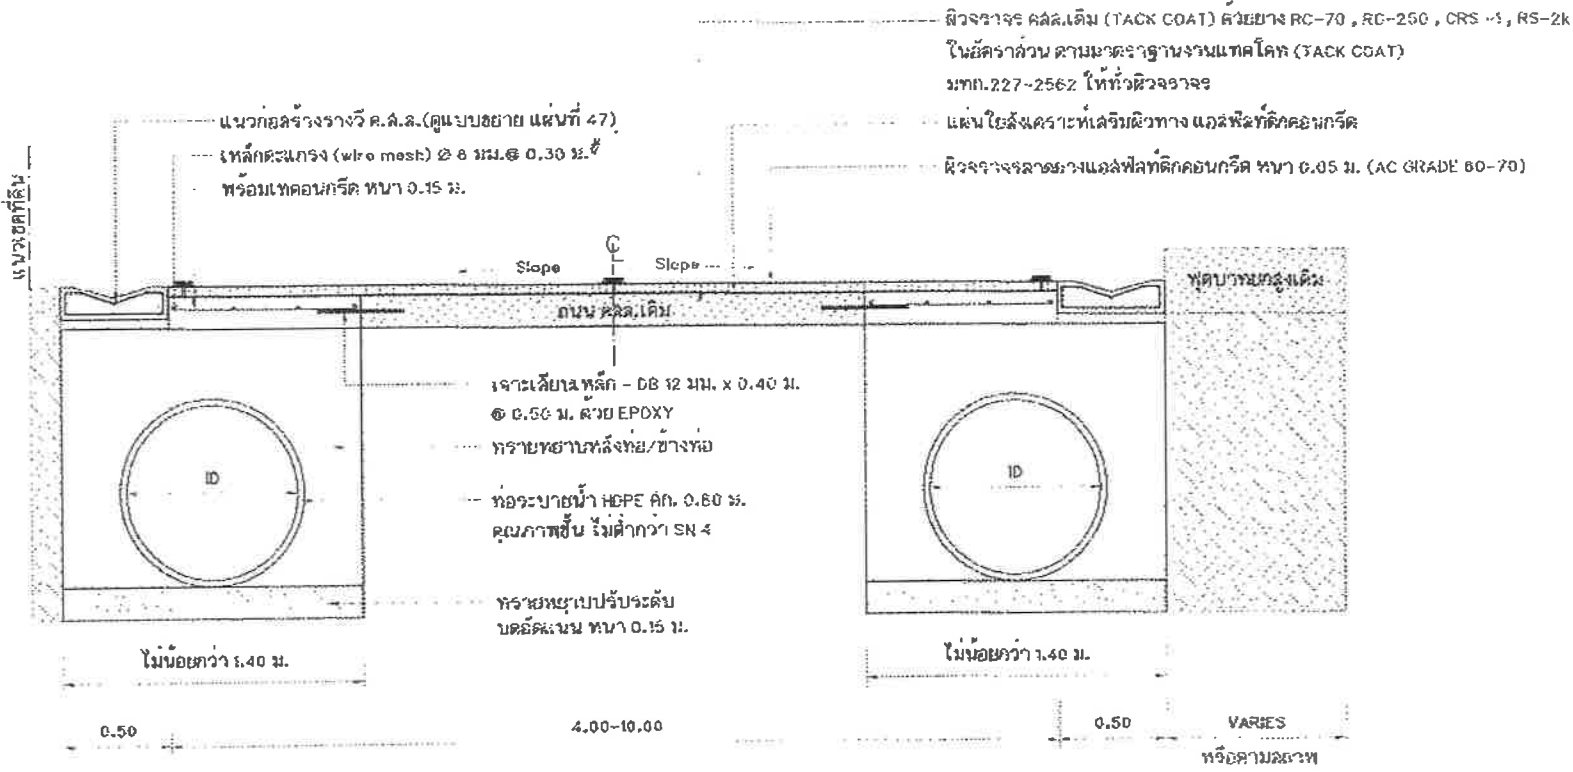 ผิวจราจร คสล.เดิม (TACK COAT) ด้วยยาง RC-70 , RC-250 , CRS -1, RS-2k
ในอัตราส่วน ตามมาตราฐานงานแทคโคท (TACK COAT)
มทถ.227-2562 ให้ทั่วผิวจราจร
แนวก่อสร้างรางวี ค.ส.ล.(ดูแบบขยาย แผ่นที่ 47)
แผ่นใยสังเคราะห์เสริมผิวทาง แอสฟัลท์ติกคอนกรีต
เหล็กตะแกรง (wire mesh) Ø 6 มม.@ 0.30 ม.#
พร้อมเทคอนกรีต หนา 0.15 ม.
ผิวจราจรลาดยางแอสฟัลท์ติกคอนกรีต หนา 0.05 ม. (AC GRADE 60-70)
แนวเขตที่ดิน
Slope
Slope
ฟุตบาทยกสูงเดิม
ถนน คสล.เดิม
เจาะเสียบเหล็ก - DB 12 มม. x 0.40 ม.
@ 0.50 ม. ด้วย EPOXY
ทรายหยาบหลังท่อ/ข้างท่อ
ID
ID
ท่อระบายน้ำ HDPE ศก. 0.60 ม.
คุณภาพชั้น ไม่ต่ำกว่า SN 4
ทรายหยาบปรับระดับ
บดอัดแน่น หนา 0.15 ม.
ไม่น้อยกว่า 1.40 ม.
ไม่น้อยกว่า 1.40 ม.
0.50
4.00-10.00
0.50
VARIES
หรือตามสภาพ